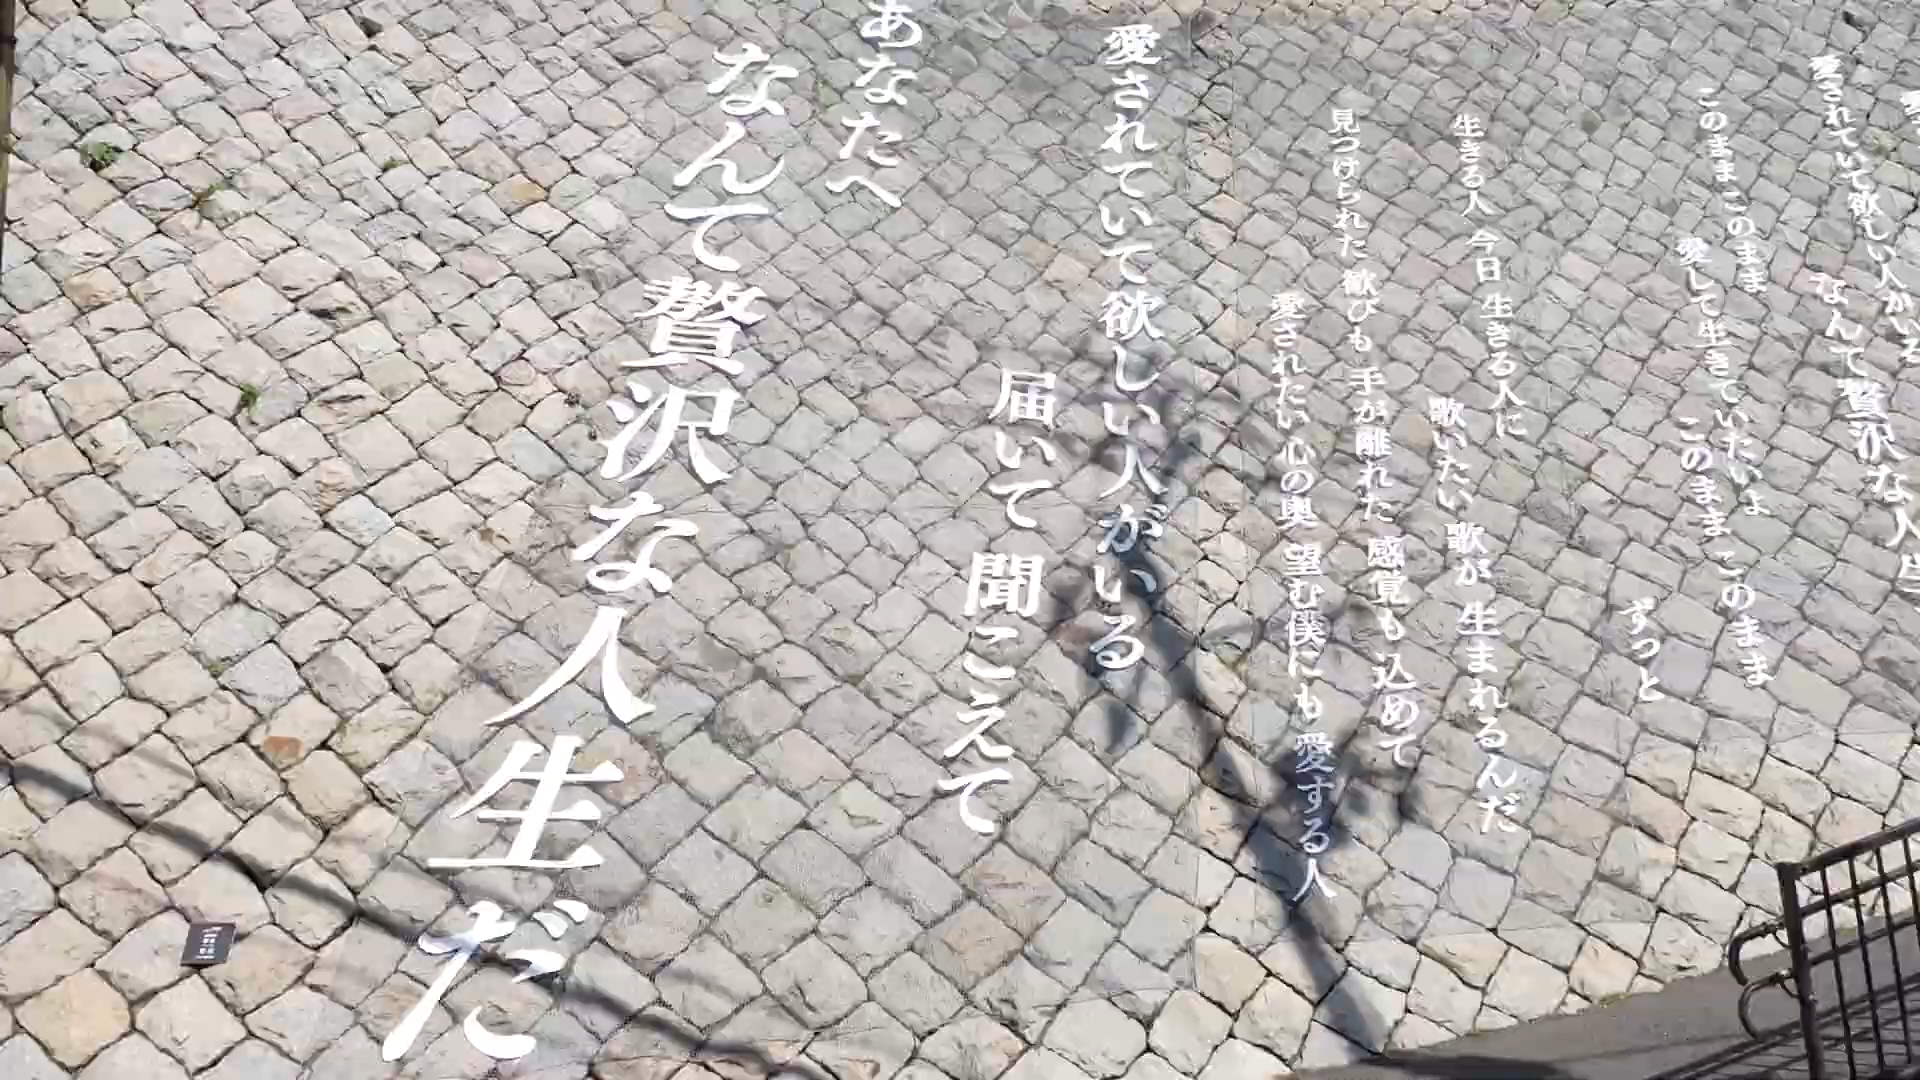 愛されていて欲しい人がいる
なんて贅沢な人生
このまま このまま
愛して生きていたいよ
このまま このまま
ずっと
生きる人 今日 生きる人に
歌いたい 歌が 生まれるんだ
見つけられた 歓びも 手が離れた 感覚も 込めて
愛されたい 心の奥 望む僕にも 愛する人
愛されていて欲しい人がいる
届いて 聞こえて
あなたへ
なんて贅沢な人生だ